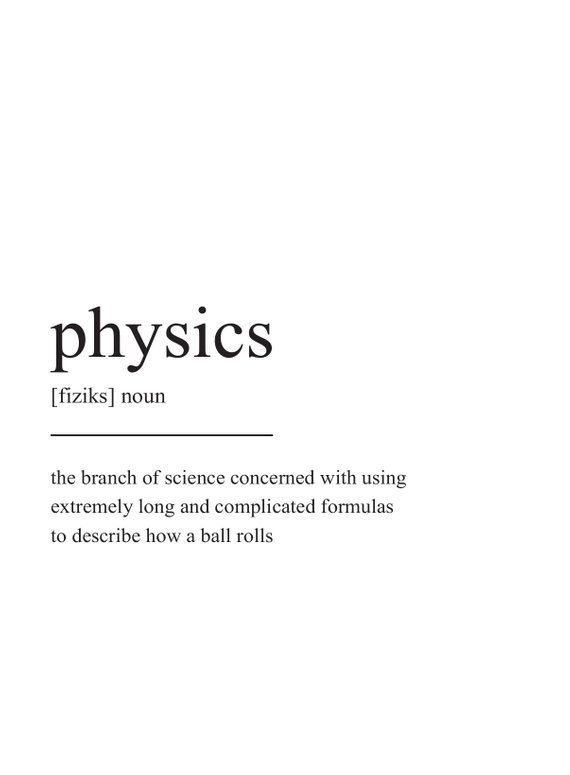 physics
[fiziks] noun
the branch of science concerned with using
extremely long and complicated formulas
to describe how a ball rolls